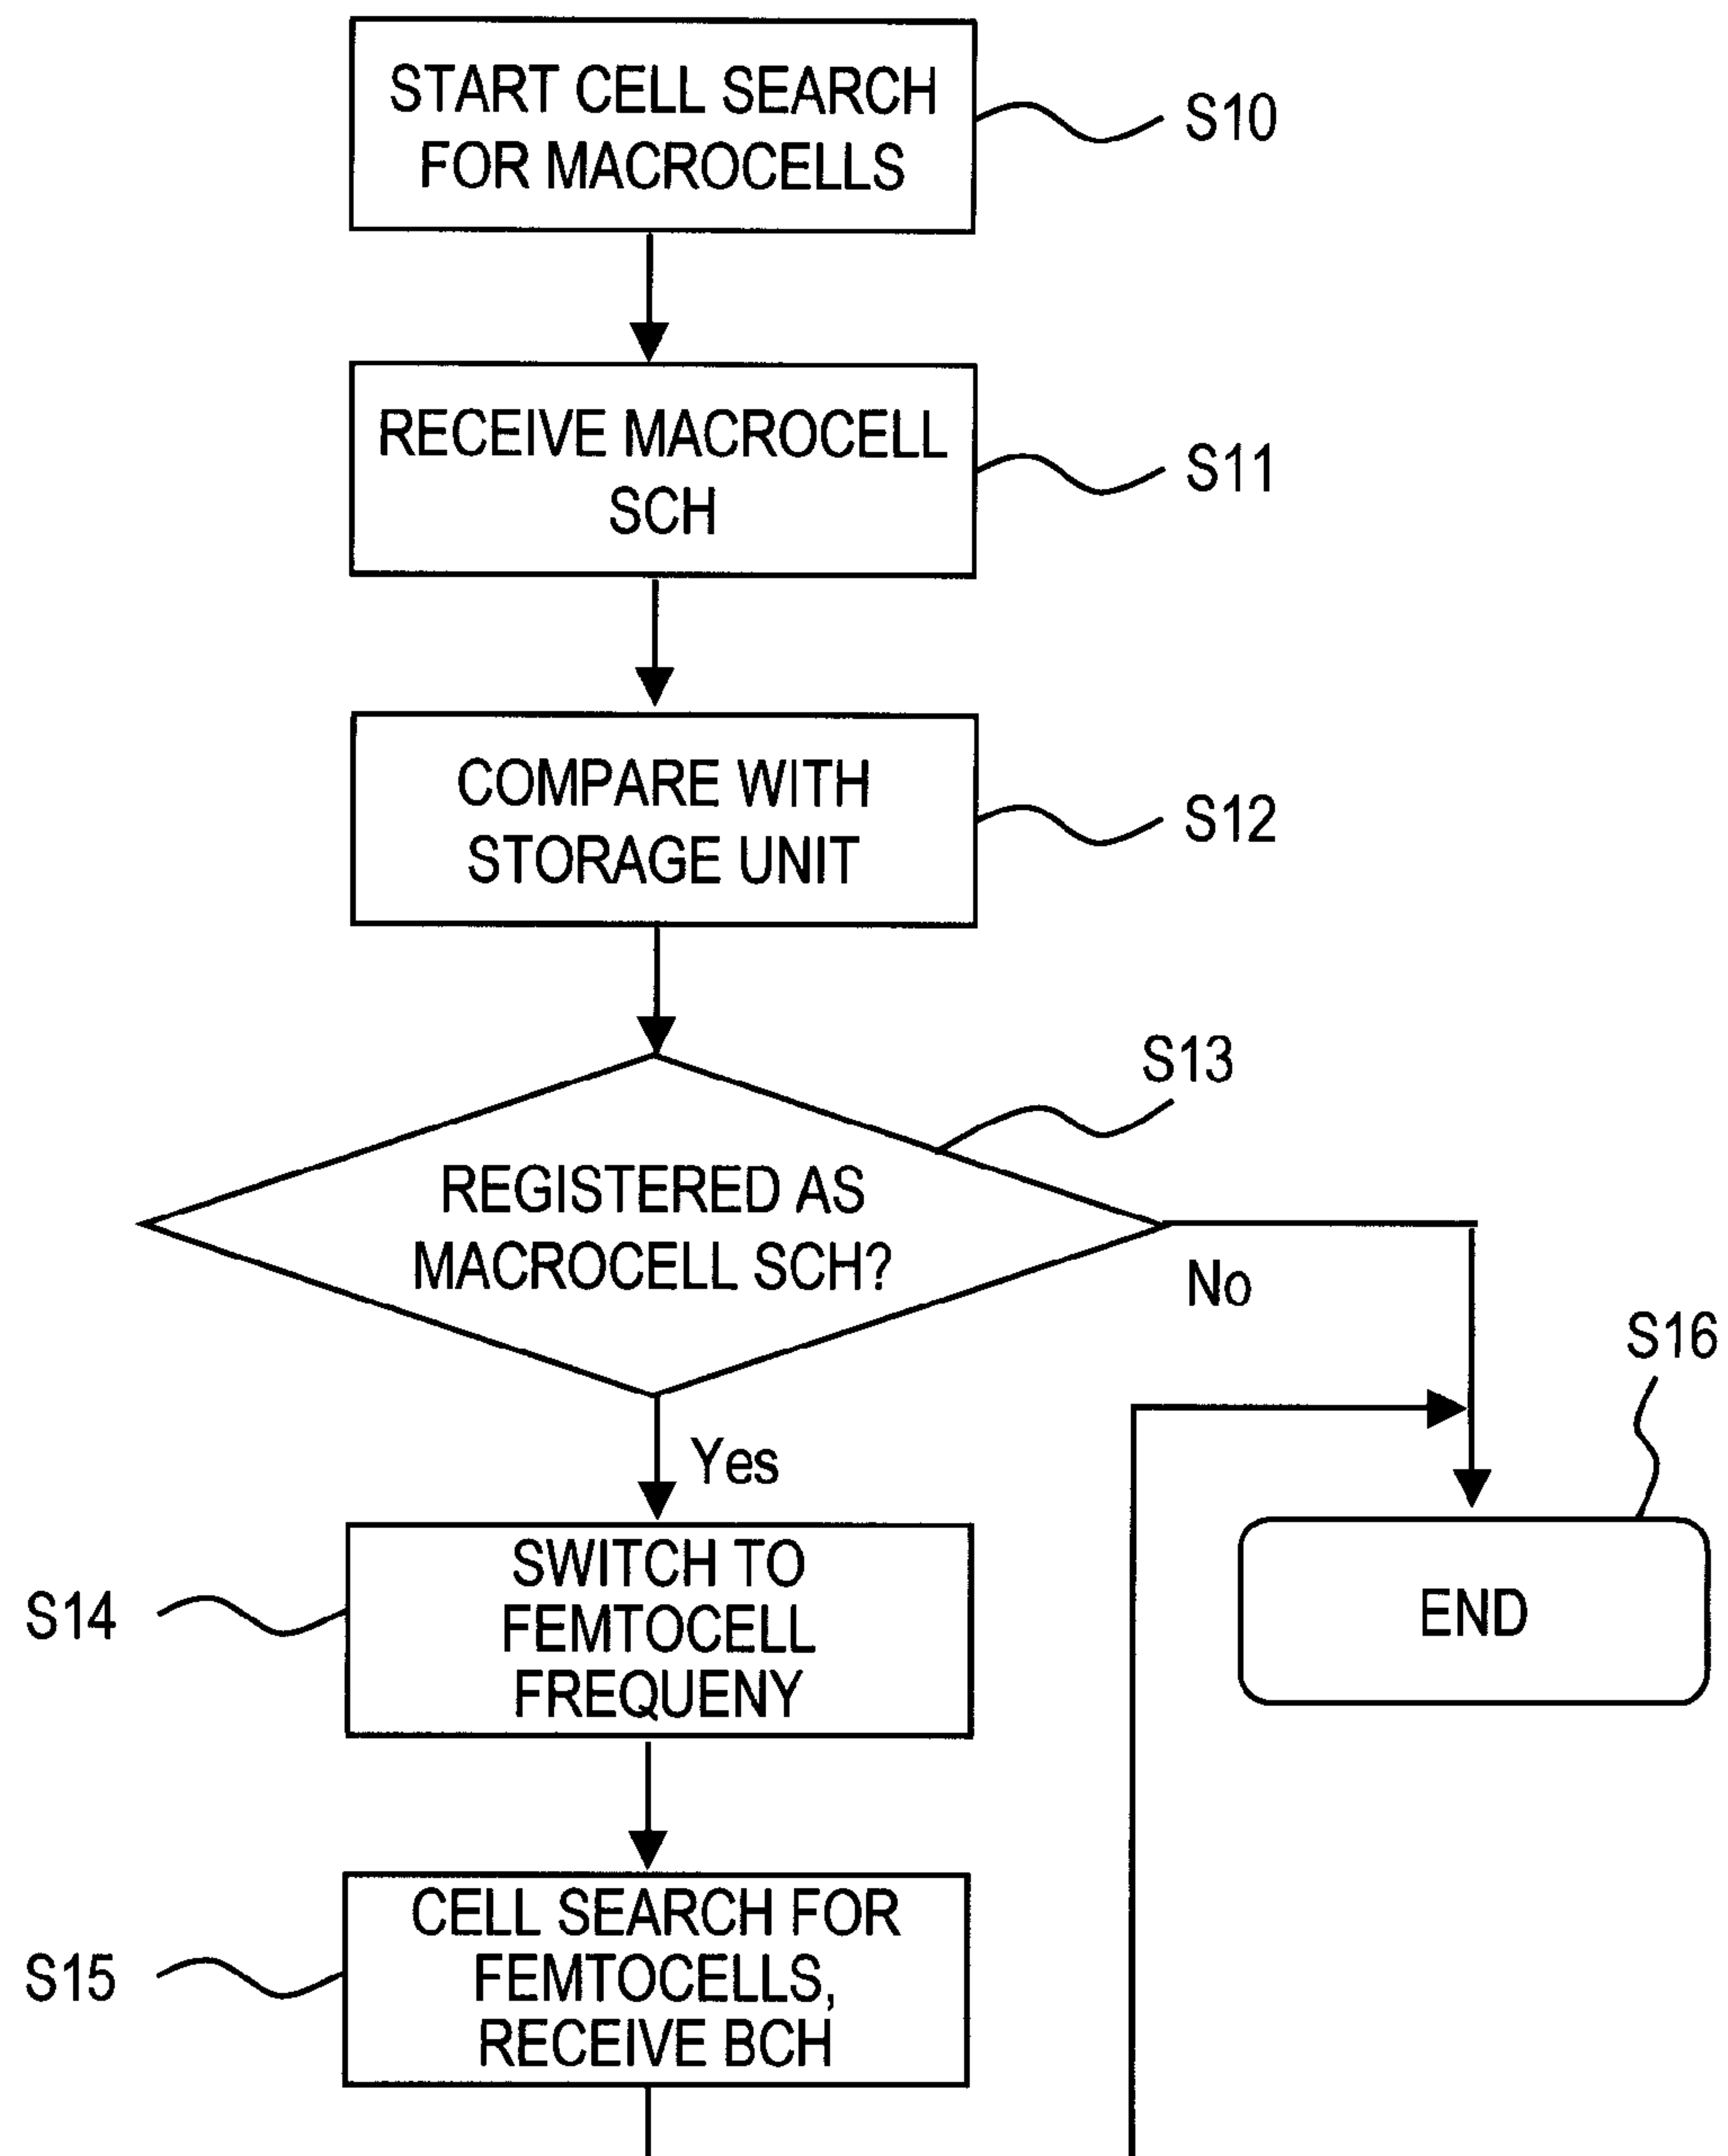 START CELL SEARCH
FOR MACROCELLS
S10
RECEIVE MACROCELL
SCH
S11
COMPARE WITH
STORAGE UNIT
S12
S13
REGISTERED AS
MACROCELL SCH?
No
S16
Yes
SWITCH TO
FEMTOCELL
FREQUENY
S14
END
CELL SEARCH FOR
FEMTOCELLS,
RECEIVE BCH
S15